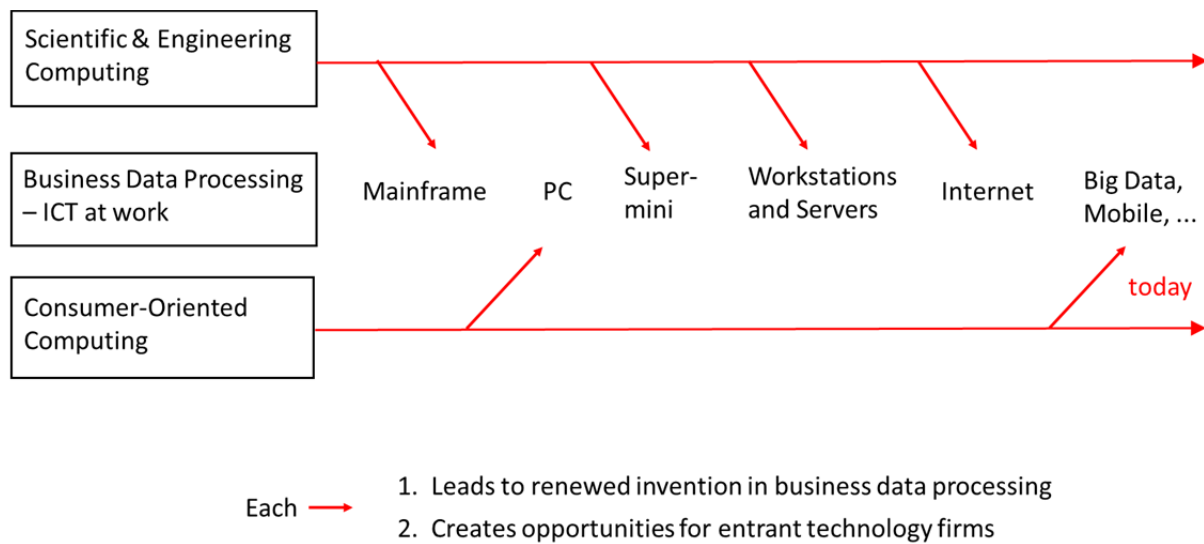 Scientific & Engineering
Computing
Business Data Processing
– ICT at work
Mainframe
PC
Super-
mini
Workstations
and Servers
Internet
Big Data,
Mobile, ...
today
Consumer-Oriented
Computing
Each
1. Leads to renewed invention in business data processing
2. Creates opportunities for entrant technology firms